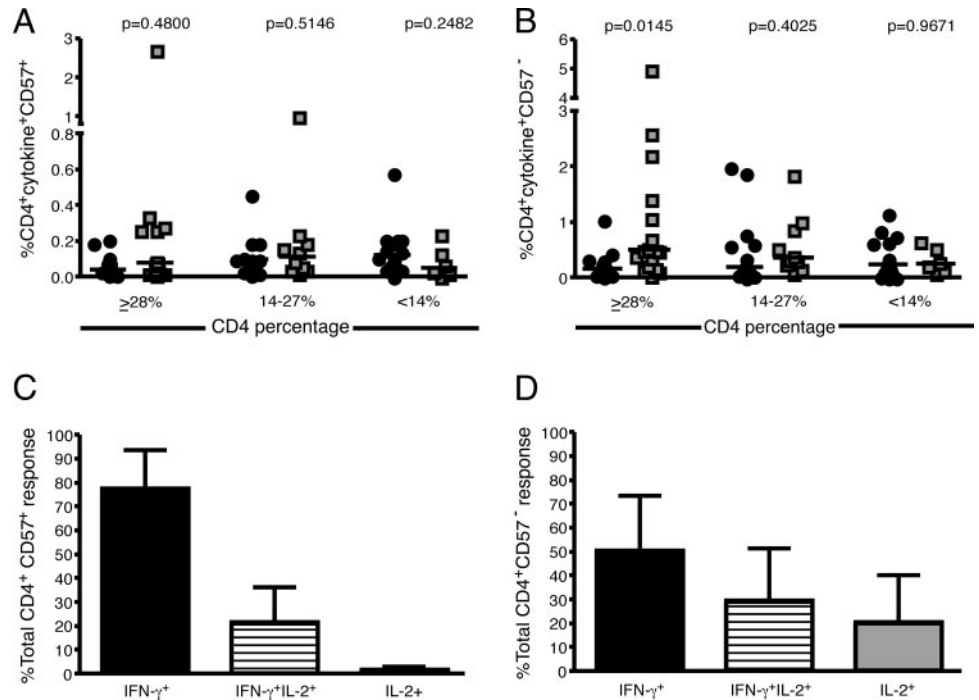 A
p=0.4800 p=0.5146 p=0.2482
%CD4⁺cytokine⁺CD57⁺
3
2
1
0.8
0.6
0.4
0.2
0.0
≥28% 14-27% <14%
CD4 percentage
B
p=0.0145 p=0.4025 p=0.9671
%CD4⁺cytokine⁺CD57⁻
6
5
4
3
2
1
0
≥28% 14-27% <14%
CD4 percentage
C
%Total CD4⁺ CD57⁺ response
100
90
80
70
60
50
40
30
20
10
0
IFN-γ⁺ IFN-γ⁺IL-2⁺ IL-2+
D
%Total CD4⁺CD57⁻ response
100
90
80
70
60
50
40
30
20
10
0
IFN-γ⁺ IFN-γ⁺IL-2⁺ IL-2⁺